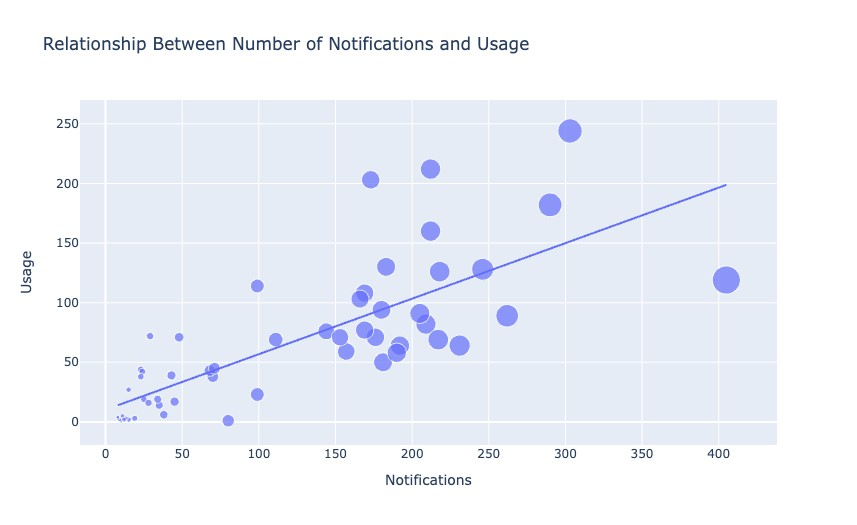 Relationship Between Number of Notifications and Usage
250
200
150
100
50
0
Usage
0 50 100 150 200 250 300 350 400
Notifications